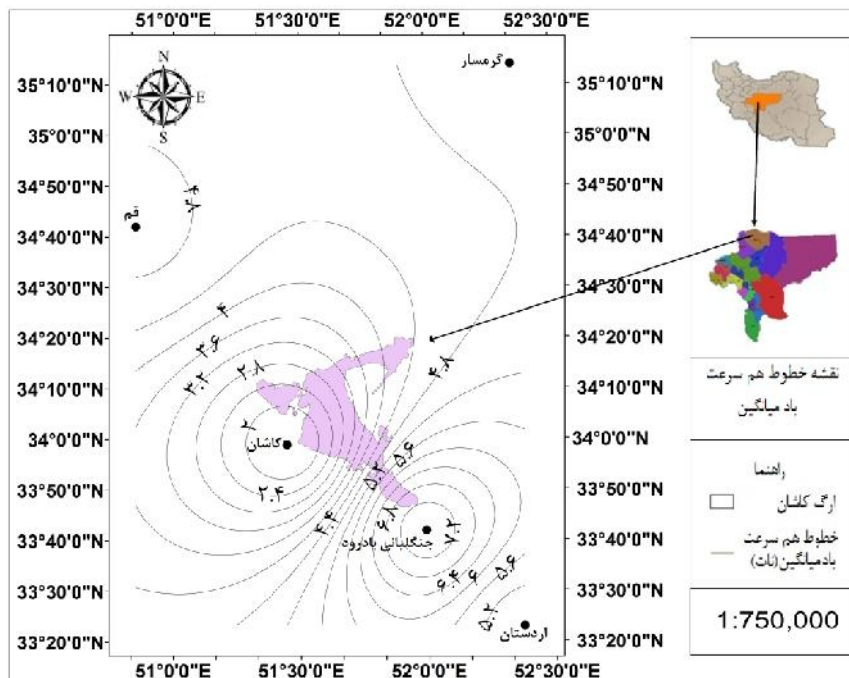 51°0'0"E 51°30'0"E 52°0'0"E 52°30'0"E
گرمسار
35°10'0"N 35°10'0"N
N
W E
S
35°0'0"N 35°0'0"N
34°50'0"N 34°50'0"N
قم
34°40'0"N 34°40'0"N
34°30'0"N 34°30'0"N
۴
34°20'0"N 34°20'0"N
۳.۶
۴.۸
۲.۸
۳.۲
34°10'0"N 34°10'0"N
نقشه خطوط هم سرعت
باد میانگین
۲
34°0'0"N 34°0'0"N
کاشان
۵.۶
۵.۲
راهنما
33°50'0"N 33°50'0"N
۲.۴
ارگ کاشان
۶.۸
۴.۴
33°40'0"N 33°40'0"N
۷.۲
جنگلبانی بادرود
خطوط هم سرعت
بادمیانگین(نات)
33°30'0"N 33°30'0"N
۶.۴
۶
۵.۶
۵.۲
33°20'0"N 33°20'0"N
اردستان
1:750,000
51°0'0"E 51°30'0"E 52°0'0"E 52°30'0"E